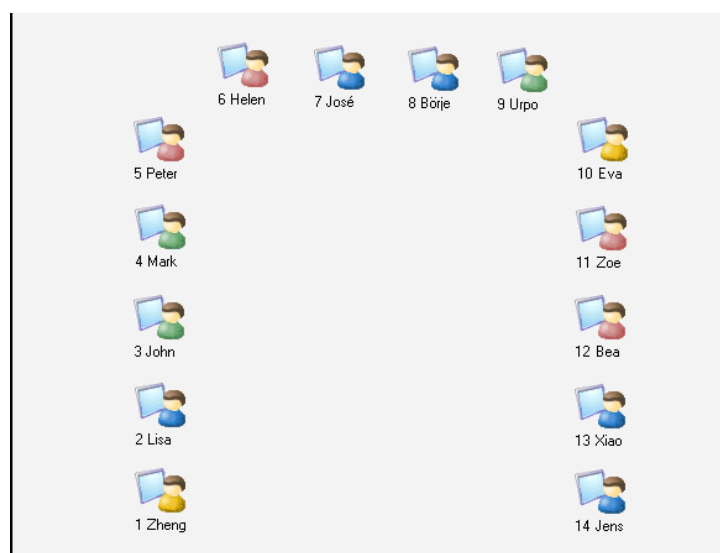 6 Helen
7 José
8 Börje
9 Urpo
5 Peter
10 Eva
4 Mark
11 Zoe
3 John
12 Bea
2 Lisa
13 Xiao
1 Zheng
14 Jens